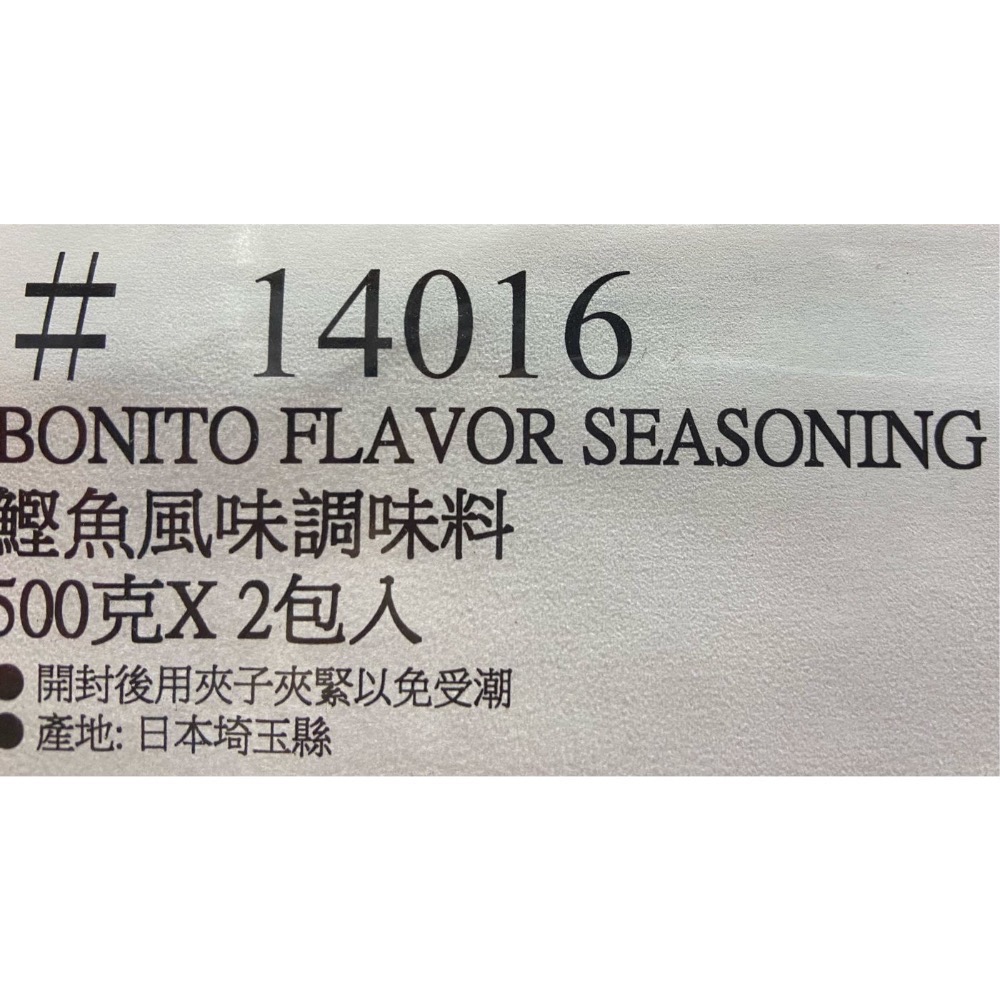 # 14016
BONITO FLAVOR SEASONING
鰹魚風味調味料
500克X 2包入
● 開封後用夾子夾緊以免受潮
● 產地: 日本埼玉縣